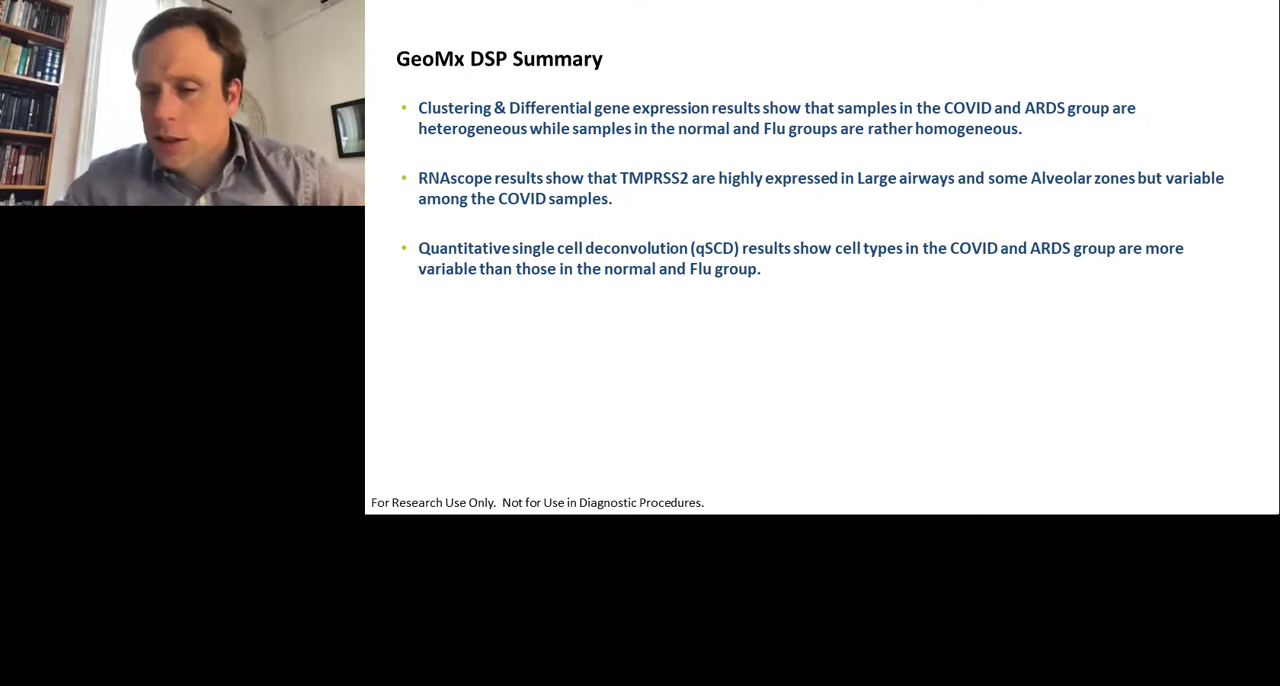 GeoMx DSP Summary
• Clustering & Differential gene expression results show that samples in the COVID and ARDS group are
heterogeneous while samples in the normal and Flu groups are rather homogeneous.
• RNAscope results show that TMPRSS2 are highly expressed in Large airways and some Alveolar zones but variable
among the COVID samples.
• Quantitative single cell deconvolution (qSCD) results show cell types in the COVID and ARDS group are more
variable than those in the normal and Flu group.
For Research Use Only.  Not for Use in Diagnostic Procedures.